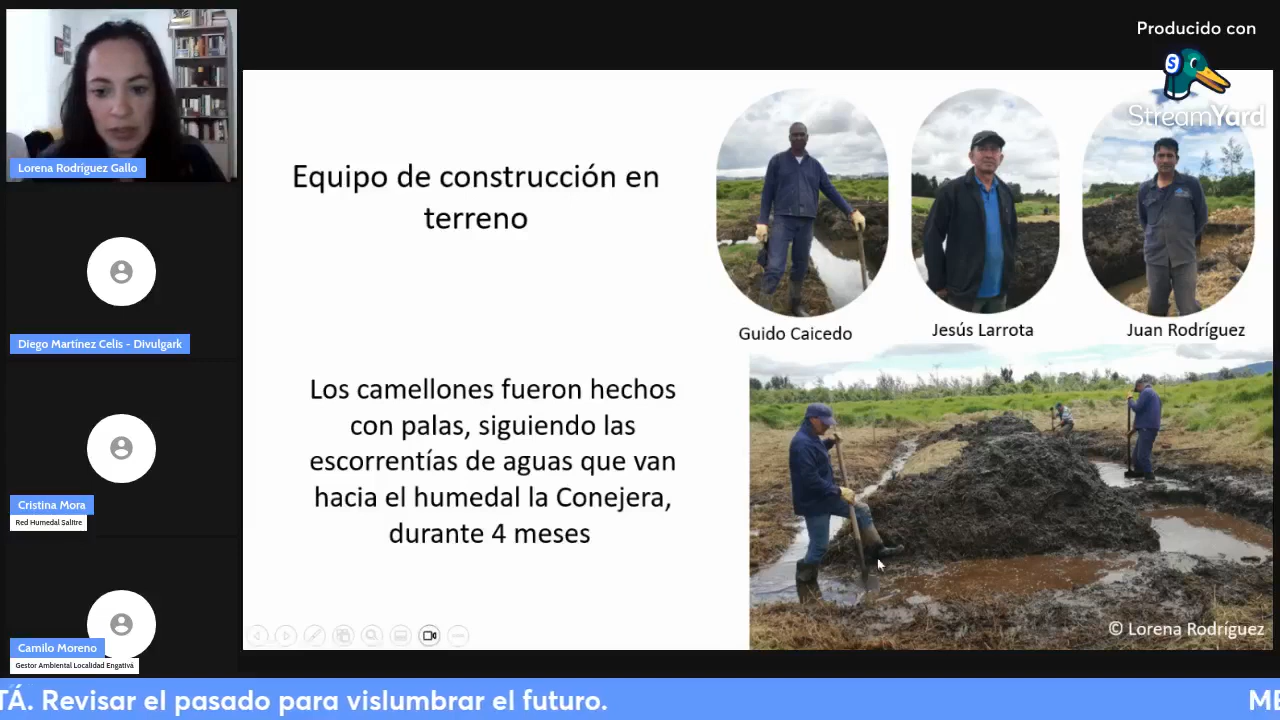 Producido con
StreamYard
Lorena Rodríguez Gallo
Diego Martínez Celis - Divulgark
Cristina Mora
Red Humedal Salitre
Camilo Moreno
Gestor Ambiental Localidad Engativá
Equipo de construcción en
terreno
Guido Caicedo
Jesús Larrota
Juan Rodríguez
Los camellones fueron hechos
con palas, siguiendo las
escorrentías de aguas que van
hacia el humedal la Conejera,
durante 4 meses
© Lorena Rodríguez
TÁ. Revisar el pasado para vislumbrar el futuro.
ME